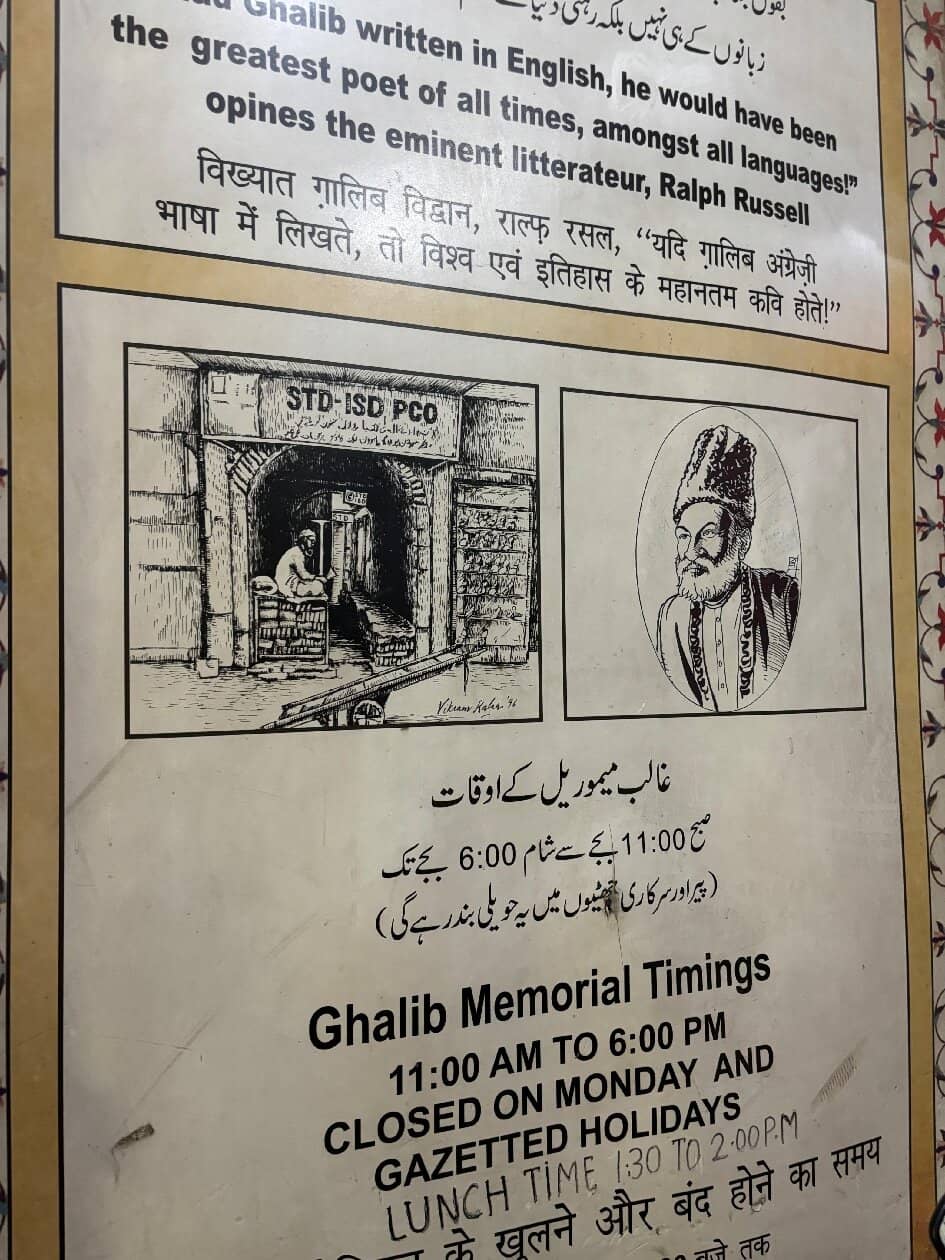 بقول
زبانوں کے ہی نہیں بلکہ رہتی دنیا
Ghalib written in English, he would have been
the greatest poet of all times, amongst all languages!”
opines the eminent litterateur, Ralph Russell
विख्यात ग़ालिब विद्वान, राल्फ़ रसल, “यदि ग़ालिब अंग्रेज़ी
भाषा में लिखते, तो विश्व एवं इतिहास के महानतम कवि होते!”
STD-ISD PCO
STD
غالب میموریل کے اوقات
صبح 11:00 بجے سے شام 6:00 بجے تک
(پیر اور سرکاری چھٹیوں میں یہ حویلی بند رہے گی)
Ghalib Memorial Timings
11:00 AM TO 6:00 PM
CLOSED ON MONDAY AND
GAZETTED HOLIDAYS
LUNCH TIME 1:30 TO 2:00 P.M
के खुलने और बंद होने का समय
बजे तक